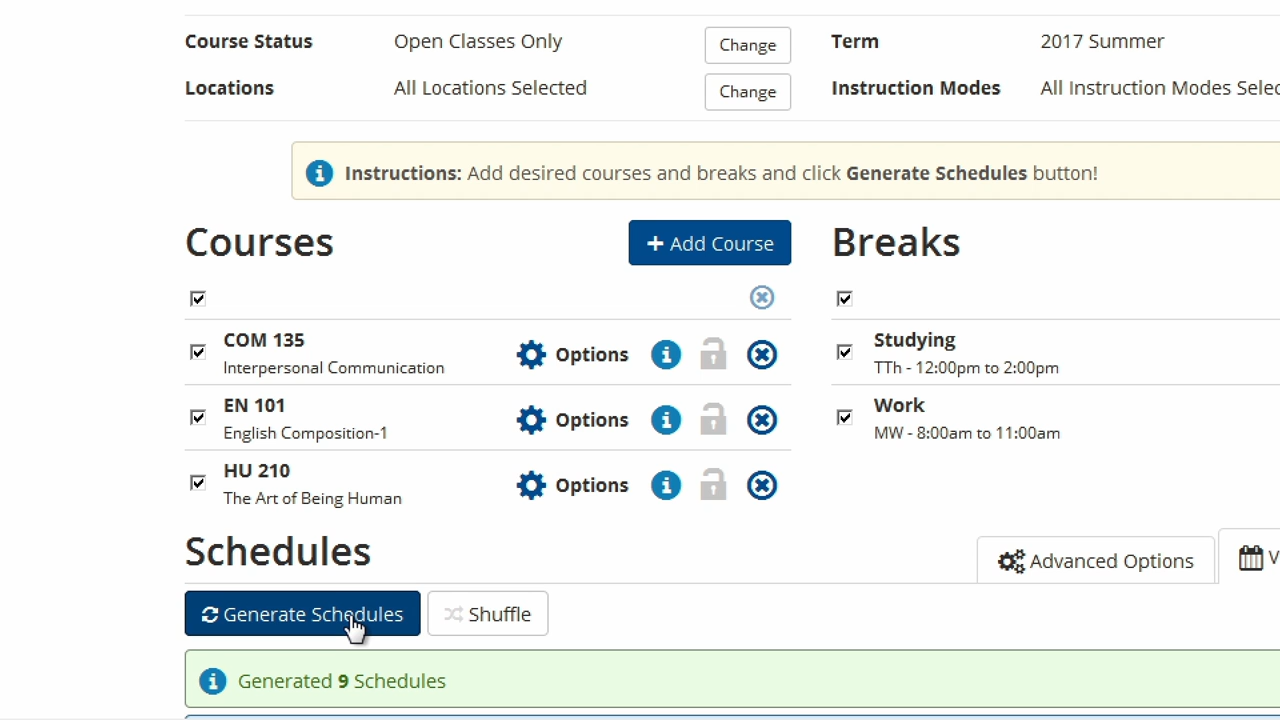 Course Status Open Classes Only Change Term 2017 Summer
Locations All Locations Selected Change Instruction Modes All Instruction Modes
Instructions: Add desired courses and breaks and click Generate Schedules button!
Courses + Add Course Breaks
COM 135 Options Studying
Interpersonal Communication TTh - 12:00pm to 2:00pm
EN 101 Options Work
English Composition-1 MW - 8:00am to 11:00am
HU 210 Options
The Art of Being Human
Schedules
Advanced Options
Generate Schedules Shuffle
Generated 9 Schedules